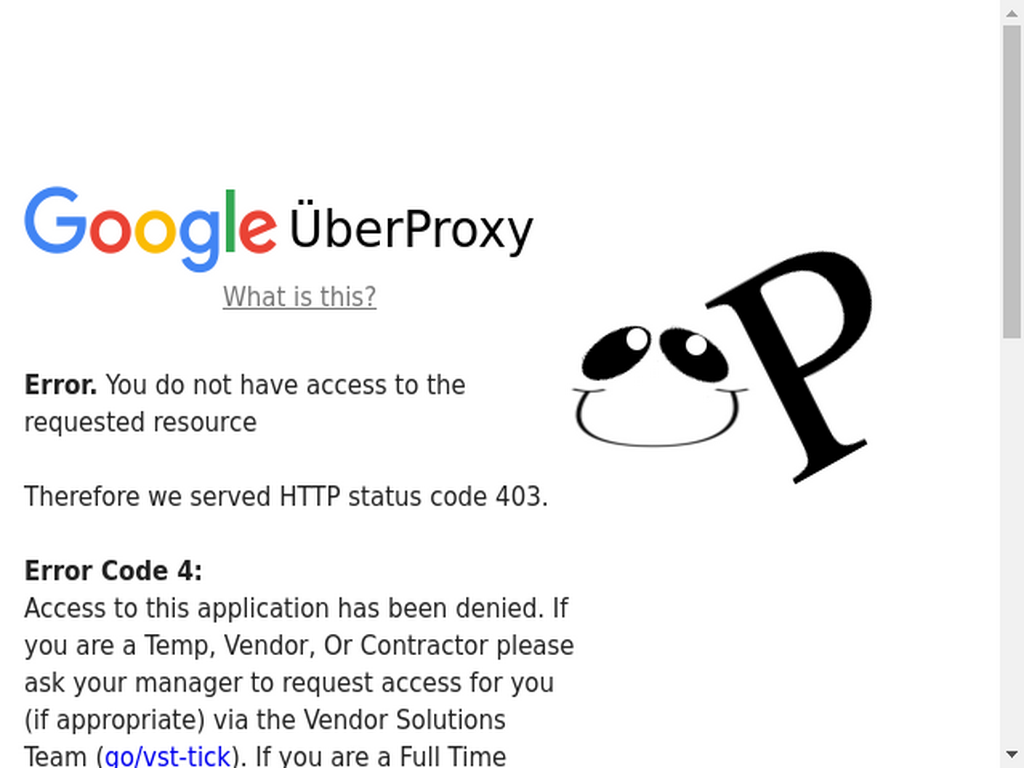 Google ÜberProxy
What is this?
Error. You do not have access to the
requested resource
Therefore we served HTTP status code 403.
Error Code 4:
Access to this application has been denied. If
you are a Temp, Vendor, Or Contractor please
ask your manager to request access for you
(if appropriate) via the Vendor Solutions
Team (go/vst-tick). If you are a Full Time
P